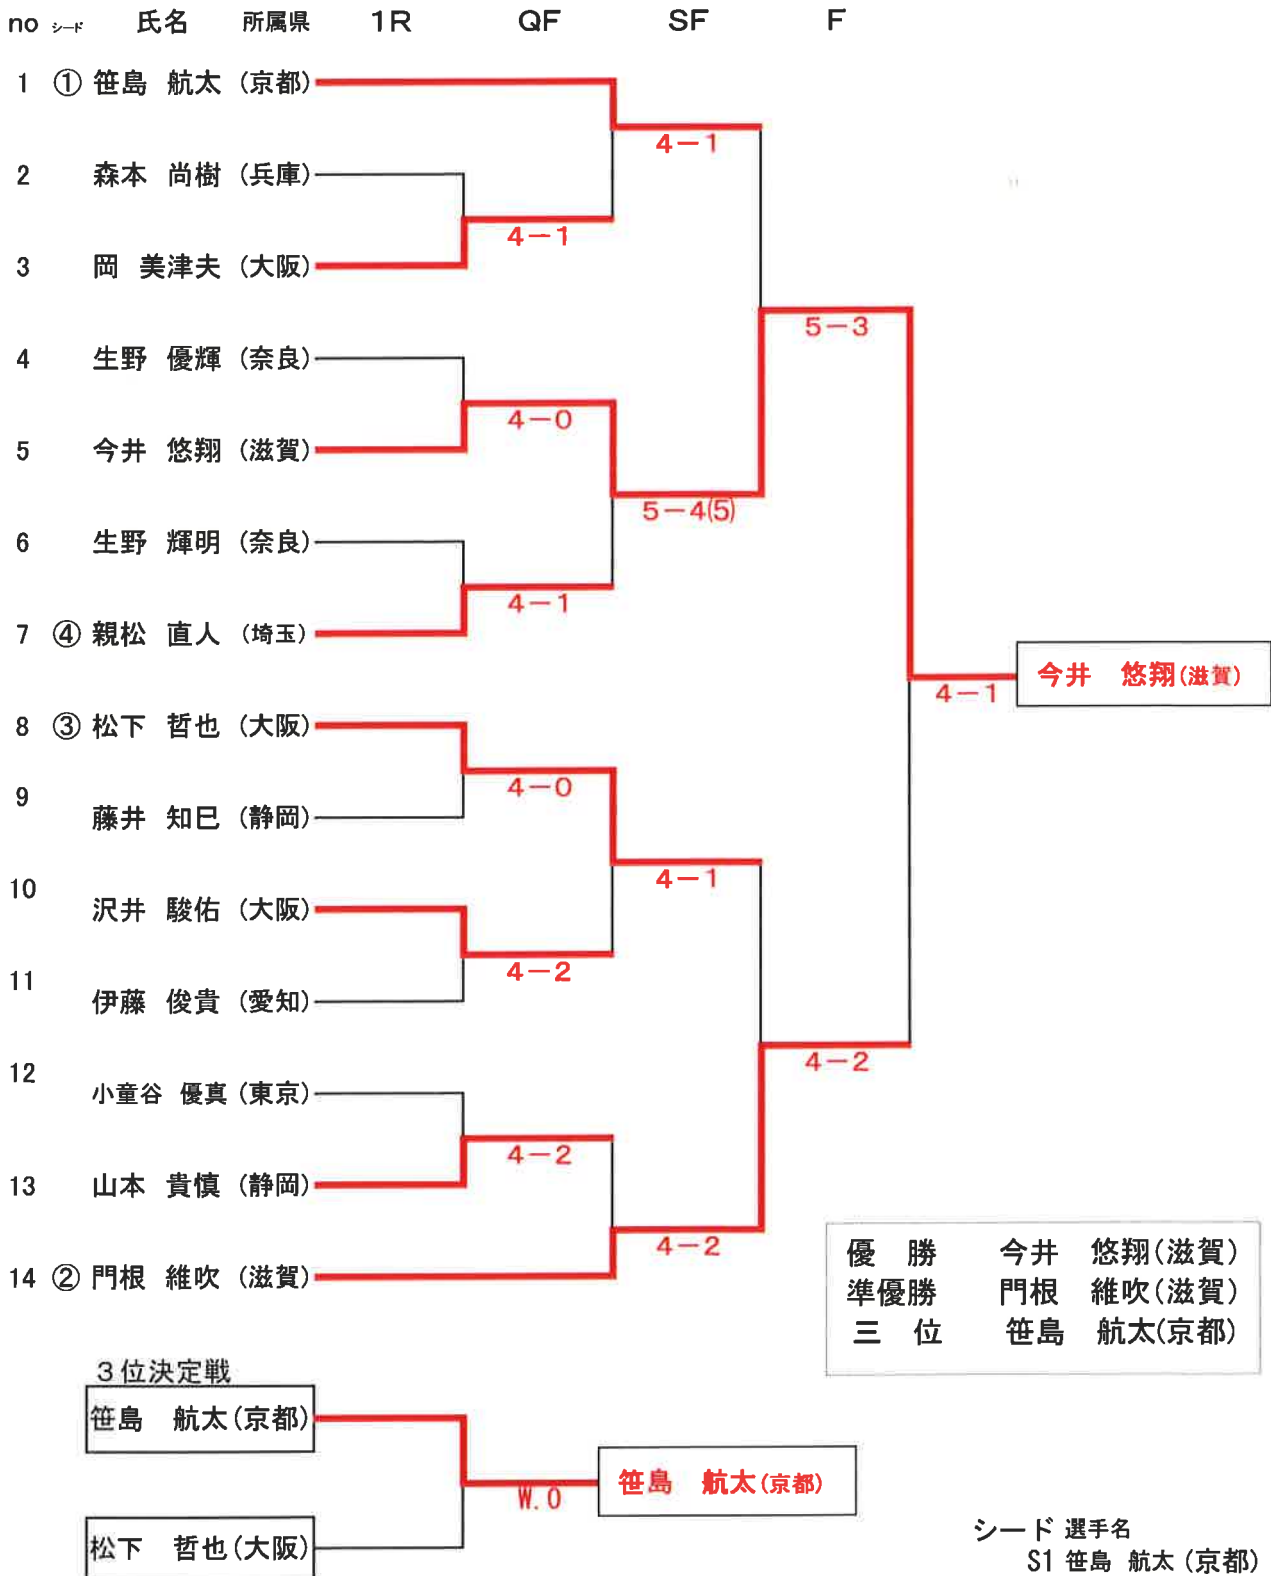 no シード 氏名 所属県 1R QF SF F
1 ① 笹島 航太 (京都)
4－1
2 森本 尚樹 (兵庫)
4－1
3 岡 美津夫 (大阪)
5－3
4 生野 優輝 (奈良)
4－0
5 今井 悠翔 (滋賀)
5－4(5)
6 生野 輝明 (奈良)
4－1
7 ④ 親松 直人 (埼玉)
今井 悠翔(滋賀)
4－1
8 ③ 松下 哲也 (大阪)
4－0
9 藤井 知巳 (静岡)
4－1
10 沢井 駿佑 (大阪)
4－2
11 伊藤 俊貴 (愛知)
4－2
12 小童谷 優真 (東京)
4－2
13 山本 貴慎 (静岡)
4－2
14 ② 門根 維吹 (滋賀)
優 勝 今井 悠翔(滋賀)
準優勝 門根 維吹(滋賀)
三 位 笹島 航太(京都)
3位決定戦
笹島 航太(京都)
笹島 航太(京都)
W.O
松下 哲也(大阪)
シード 選手名
S1 笹島 航太 (京都)